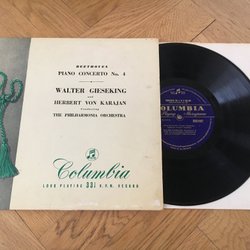 BEETHOVEN
PIANO CONCERTO No. 4
WALTER GIESEKING
and
HERBERT VON KARAJAN
Conducting
THE PHILHARMONIA ORCHESTRA
Columbia
LONG PLAYING 33⅓ R.P.M. RECORD
COLUMBIA